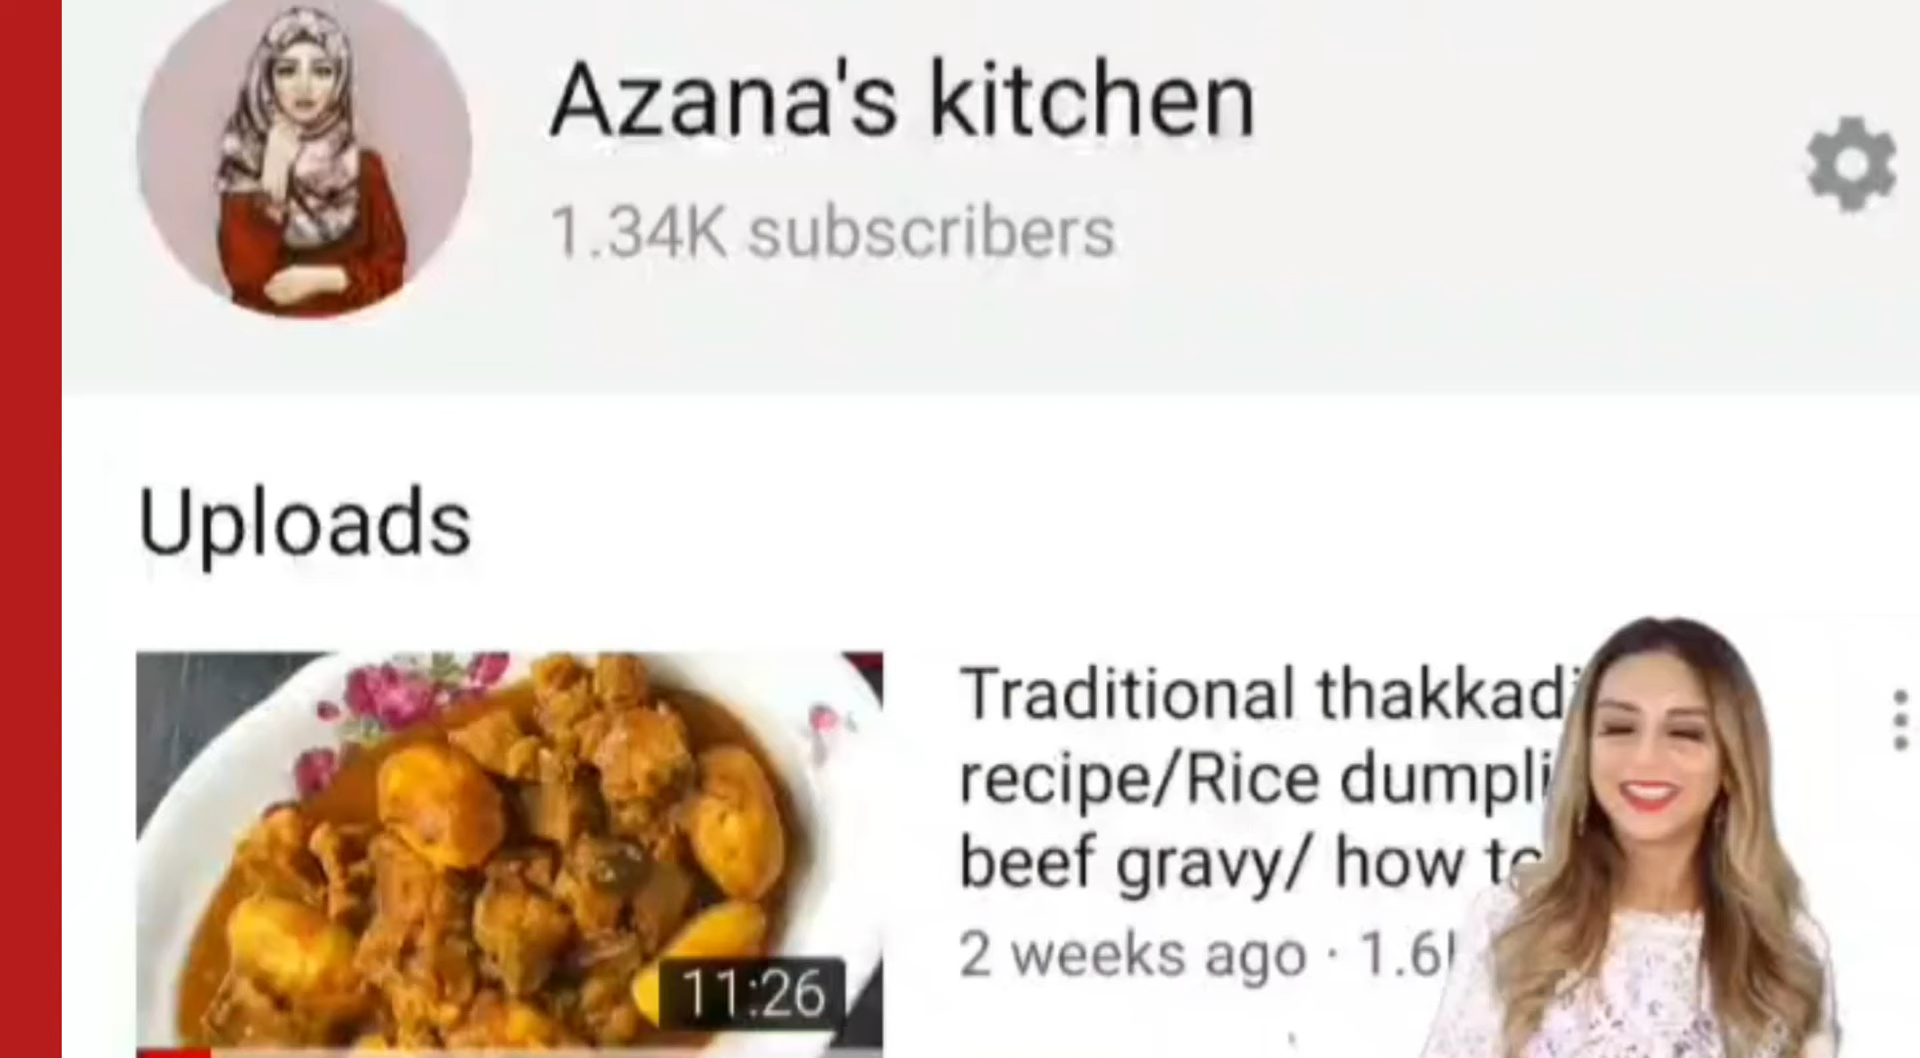 Azana's kitchen
1.34K subscribers
Uploads
Traditional thakkadi
recipe/Rice
beef gravy/ how to
2 weeks ago · 1.6
11:26